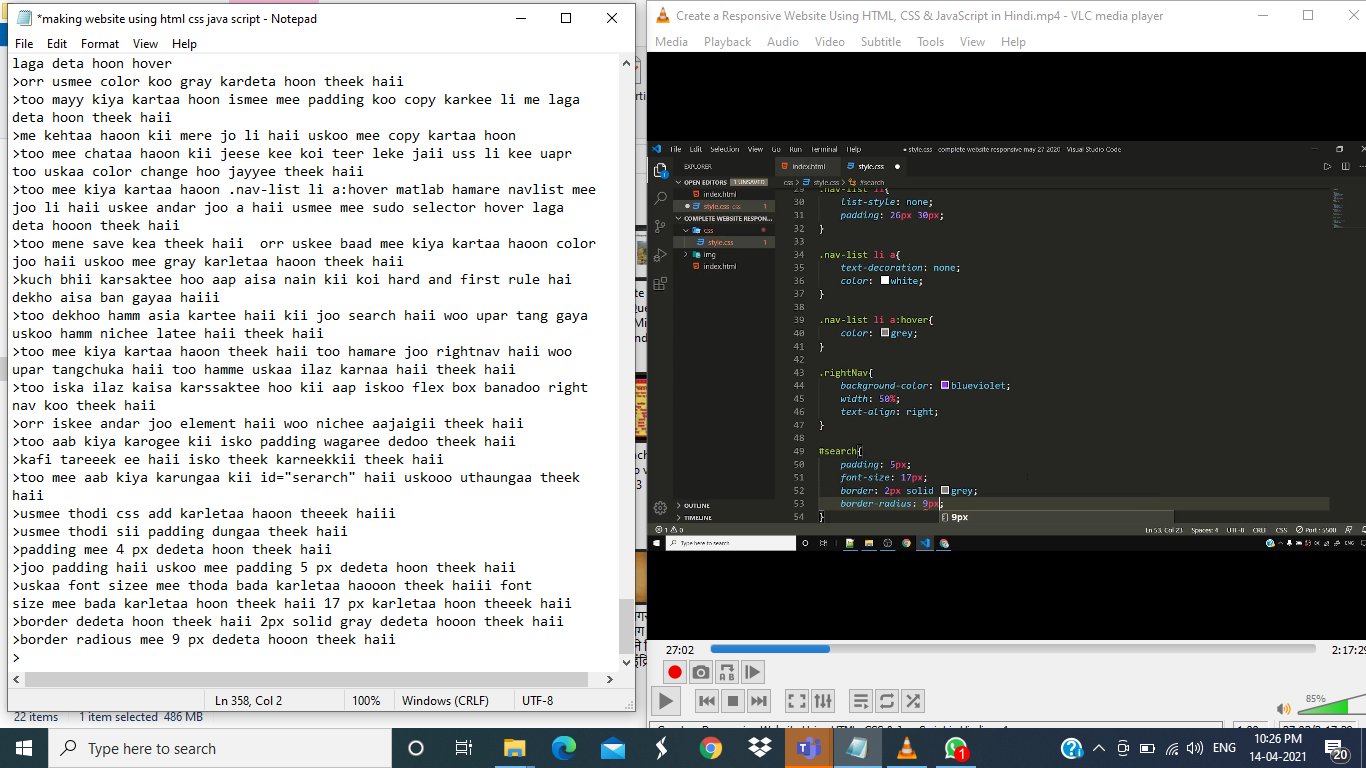 *making website using html css java script - Notepad
File Edit Format View Help
laga deta hoon hover
>orr usmee color koo gray kardeta hoon theek haii
>too mayy kiya kartaa hoon ismee mee padding koo copy karkee li me laga
deta hoon theek haii
>me kehtaa haoon kii mere jo li haii uskoo mee copy kartaa hoon
>too mee chataa haoon kii jeese kee koi teer leke jaii uss li kee uapr
too uskaa color change hoo jayyee theek haii
>too mee kiya kartaa haoon .nav-list li a:hover matlab hamare navlist mee
joo li haii uskee andar joo a haii usmee mee sudo selector hover laga
deta hooon theek haii
>too mene save kea theek haii  orr uskee baad mee kiya kartaa haoon color
joo haii uskoo mee gray karletaa haoon theek haii
>kuch bhii karsaktee hoo aap aisa nain kii koi hard and first rule hai
dekho aisa ban gayaa haiii
>too dekhoo hamm asia kartee haii kii joo search haii woo upar tang gaya
uskoo hamm nichee latee haii theek haii
>too mee kiya kartaa haoon theek haii too hamare joo rightnav haii woo
upar tangchuka haii too hamme uskaa ilaz karnaa haii theek haii
>too iska ilaz kaisa karssaktee hoo kii aap iskoo flex box banadoo right
nav koo theek haii
>orr iskee andar joo element haii woo nichee aajaigii theek haii
>too aab kiya karogee kii isko padding wagaree dedoo theek haii
>kafi tareeek ee haii isko theek karneekkii theek haii
>too mee aab kiya karungaa kii id="serarch" haii uskooo uthaungaa theek
haii
>usmee thodi css add karletaa haoon theeek haiii
>usmee thodi sii padding dungaa theek haii
>padding mee 4 px dedeta hoon theek haii
>joo padding haii uskoo mee padding 5 px dedeta hoon theek haii
>uskaa font sizee mee thoda bada karletaa haooon theek haiii font
size mee bada karletaa hoon theek haii 17 px karletaa hoon theeek haii
>border dedeta hoon theek haii 2px solid gray dedeta hooon theek haii
>border radious mee 9 px dedeta hooon theek haii
>
Ln 358, Col 2 100% Windows (CRLF) UTF-8
22 items 1 item selected 486 MB
Create a Responsive Website Using HTML, CSS & JavaScript in Hindi.mp4 - VLC media player
Media Playback Audio Video Subtitle Tools View Help
File Edit Selection View Go Run Terminal Help
● style.css - complete website responsive may 27 2020 - Visual Studio Code
EXPLORER
OPEN EDITORS 1 UNSAVED
index.html
style.css css 1
COMPLETE WEBSITE RESPON...
css
style.css 1
img
index.html
OUTLINE
TIMELINE
index.html style.css
css > style.css > #search
29 .nav-list li{
30 list-style: none;
31 padding: 26px 30px;
32 }
33
34 .nav-list li a{
35 text-decoration: none;
36 color: white;
37 }
38
39 .nav-list li a:hover{
40 color: grey;
41 }
42
43 .rightNav{
44 background-color: blueviolet;
45 width: 50%;
46 text-align: right;
47 }
48
49 #search{
50 padding: 5px;
51 font-size: 17px;
52 border: 2px solid grey;
53 border-radius: 9px;
9px
54 }
1 0 Ln 53, Col 23 Spaces: 4 UTF-8 CRLF CSS Port : 5500
Type here to search
27:02 2:17:29
85%
Type here to search
ENG 10:26 PM
14-04-2021
20
1